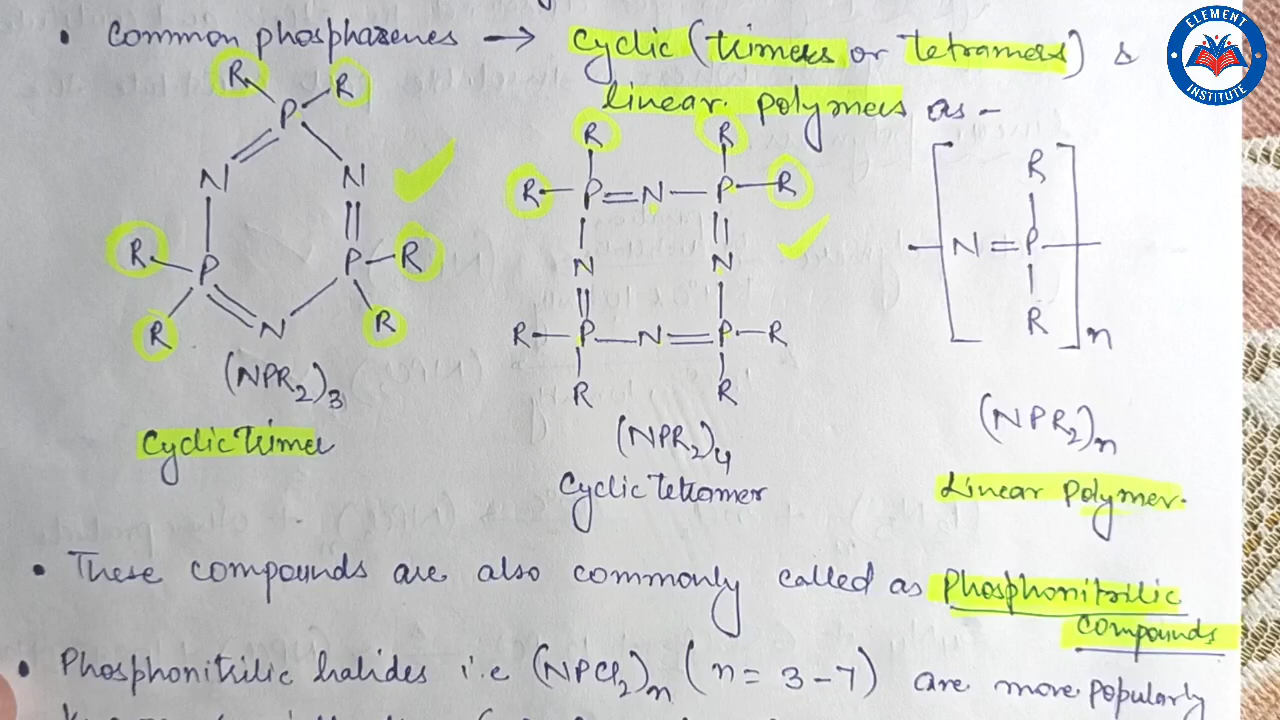 • Common phosphazenes → Cyclic (trimers or tetramers) &
linear polymers as -
R R
P
N N
R P P R
R N R
(NPR₂)₃
Cyclic trimer
R R
R-P=N-P-R
N N
R-P-N=P-R
R R
(NPR₂)₄
Cyclic Tetramer
R
N=P
R
n
(NPR₂)n
Linear Polymer.
• These compounds are also commonly called as Phosphonitrilic
compounds
• Phosphonitrilic halides i.e (NPCl₂)n (n = 3-7) are more popularly
ELEMENT
INSTITUTE